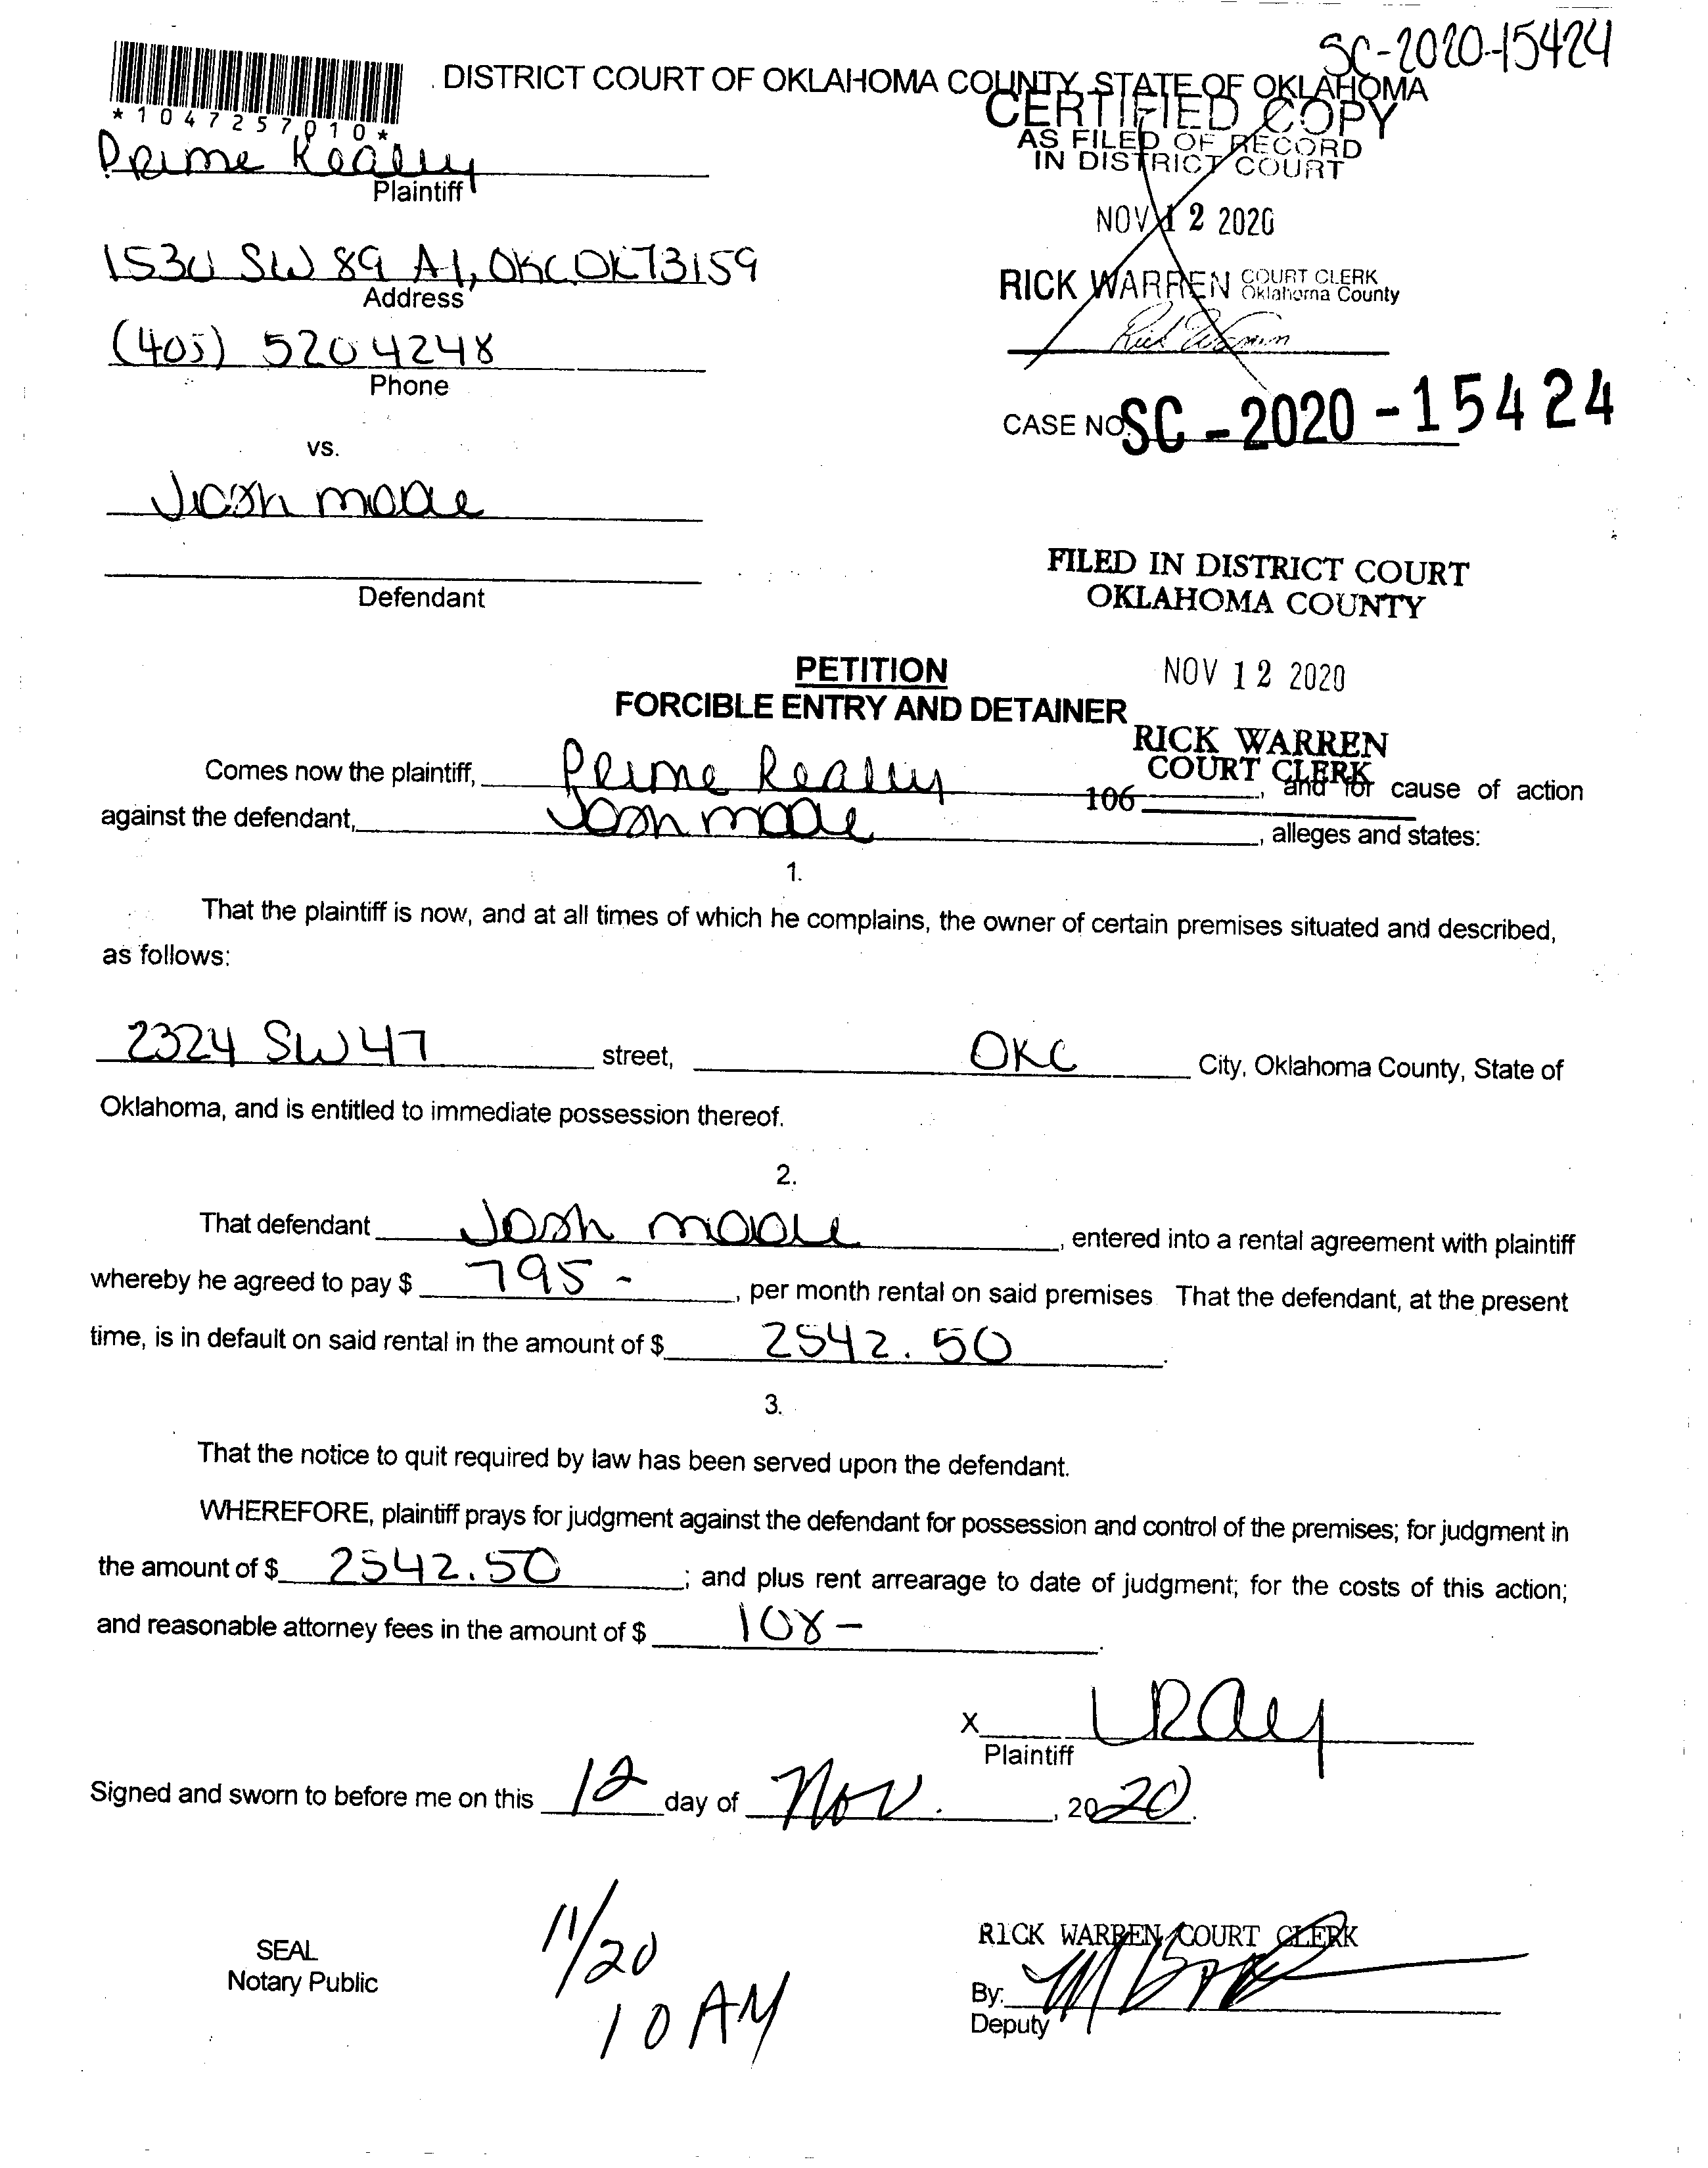 SC-2020-15424
DISTRICT COURT OF OKLAHOMA COUNTY, STATE OF OKLAHOMA
*1047257010*
CERTIFIED COPY
AS FILED OF RECORD
IN DISTRICT COURT
Prime Realty
Plaintiff
NOV 12 2020
1530 SW 89 A1, OKC OK 73159
Address
RICK WARREN COURT CLERK
Oklahoma County
Rick Warren
(405) 520 4248
Phone
CASE NO. SC-2020-15424
vs.
Josh Moore
Defendant
FILED IN DISTRICT COURT
OKLAHOMA COUNTY
NOV 12 2020
PETITION
FORCIBLE ENTRY AND DETAINER
RICK WARREN
COURT CLERK
106
Comes now the plaintiff, Prime Realty, and for cause of action
against the defendant, Josh Moore, alleges and states:
1.
That the plaintiff is now, and at all times of which he complains, the owner of certain premises situated and described,
as follows:
2324 SW 47 street, OKC City, Oklahoma County, State of
Oklahoma, and is entitled to immediate possession thereof.
2.
That defendant Josh Moore, entered into a rental agreement with plaintiff
whereby he agreed to pay $ 795-, per month rental on said premises. That the defendant, at the present
time, is in default on said rental in the amount of $ 2542.50.
3.
That the notice to quit required by law has been served upon the defendant.
WHEREFORE, plaintiff prays for judgment against the defendant for possession and control of the premises; for judgment in
the amount of $ 2542.50; and plus rent arrearage to date of judgment; for the costs of this action;
and reasonable attorney fees in the amount of $ 108-.
X LRay
Plaintiff
Signed and sworn to before me on this 12 day of Nov., 2020.
11/20
10 AM
SEAL
Notary Public
RICK WARREN, COURT CLERK
By:
Deputy